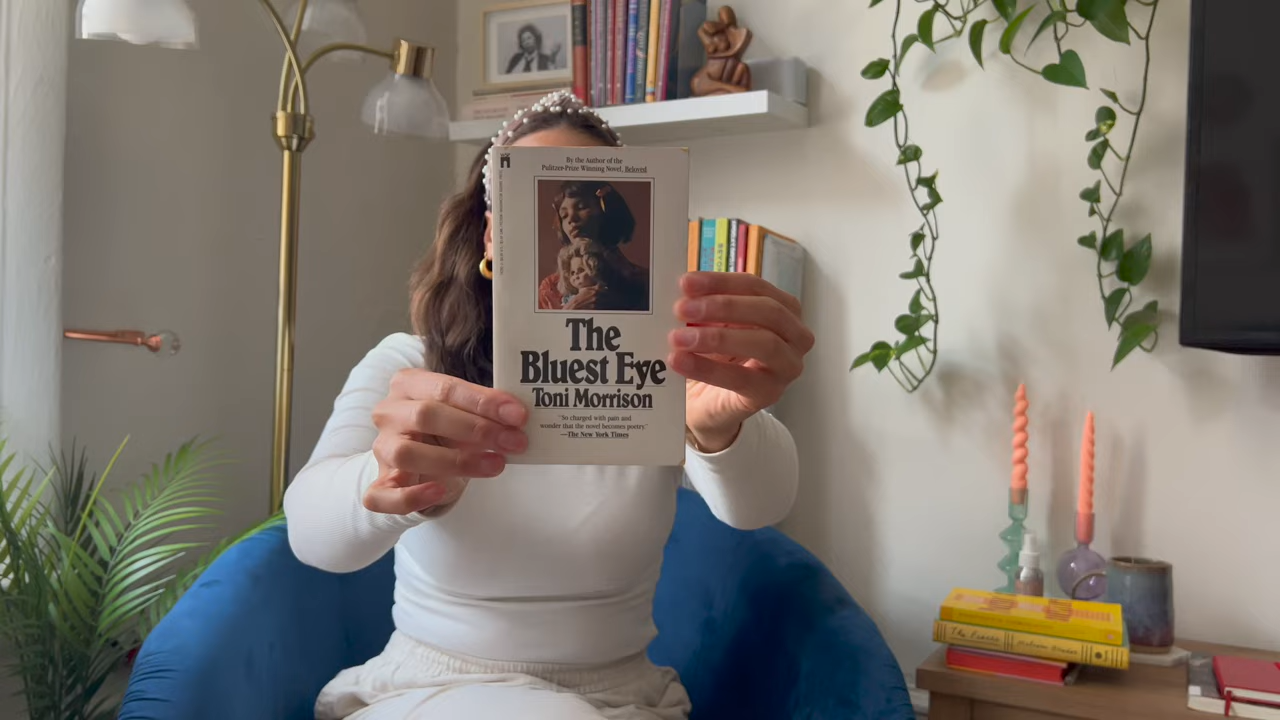 By the Author of the
Pulitzer-Prize Winning Novel, Beloved
The
Bluest Eye
Toni Morrison
"So charged with pain and
wonder that the novel becomes poetry."
—The New York Times